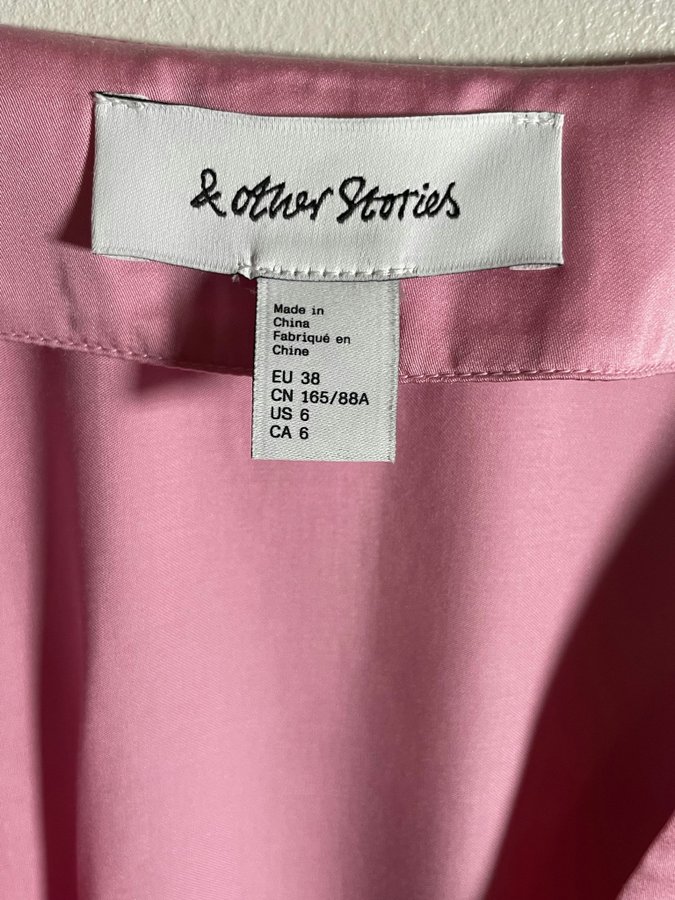 & other Stories
Made in
China
Fabriqué en
Chine
EU 38
CN 165/88A
US 6
CA 6